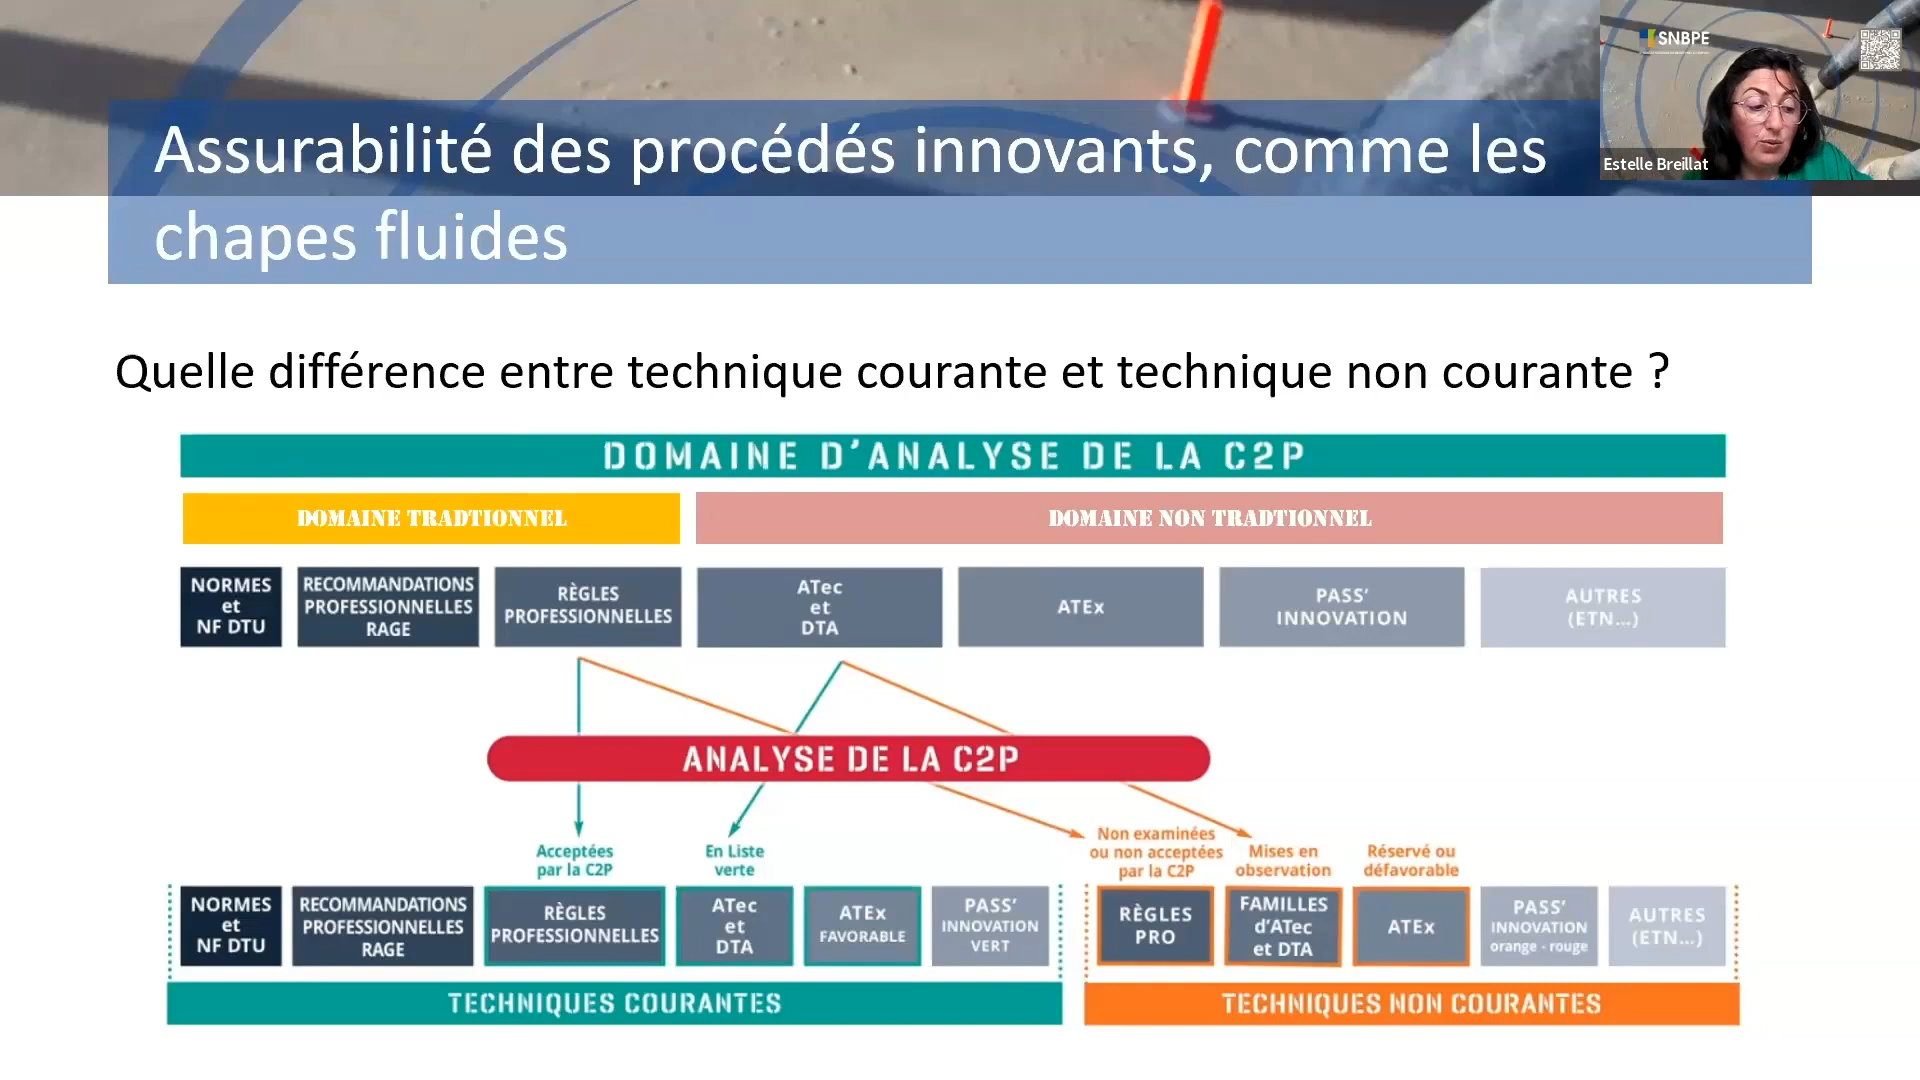 SNBPE
Estelle Breillat
Assurabilité des procédés innovants, comme les
chapes fluides
Quelle différence entre technique courante et technique non courante ?
DOMAINE D'ANALYSE DE LA C2P
DOMAINE TRADTIONNEL
DOMAINE NON TRADTIONNEL
NORMES
et
NF DTU
RECOMMANDATIONS
PROFESSIONNELLES
RAGE
RÈGLES
PROFESSIONNELLES
ATec
et
DTA
ATEx
PASS'
INNOVATION
AUTRES
(ETN...)
ANALYSE DE LA C2P
Acceptées
par la C2P
En Liste
verte
Non examinées
ou non acceptées
par la C2P
Mises en
observation
Réservé ou
défavorable
NORMES
et
NF DTU
RECOMMANDATIONS
PROFESSIONNELLES
RAGE
RÈGLES
PROFESSIONNELLES
ATec
et
DTA
ATEx
FAVORABLE
PASS'
INNOVATION
VERT
RÈGLES
PRO
FAMILLES
d'ATec
et DTA
ATEx
PASS'
INNOVATION
orange - rouge
AUTRES
(ETN...)
TECHNIQUES COURANTES
TECHNIQUES NON COURANTES